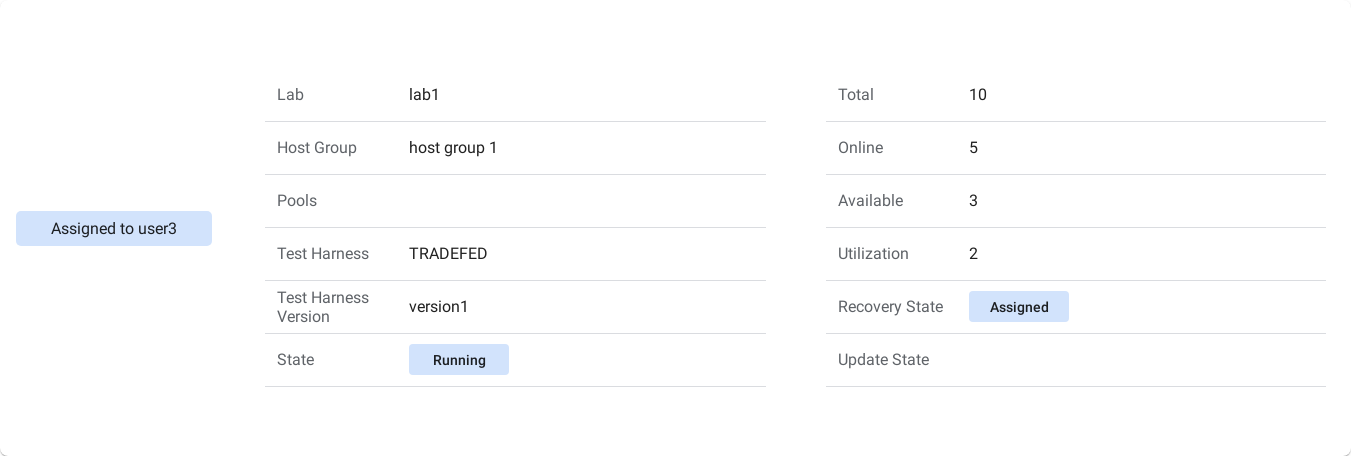 Assigned to user3
Lab lab1
Host Group host group 1
Pools
Test Harness TRADEFED
Test Harness
Version version1
State Running
Total 10
Online 5
Available 3
Utilization 2
Recovery State Assigned
Update State